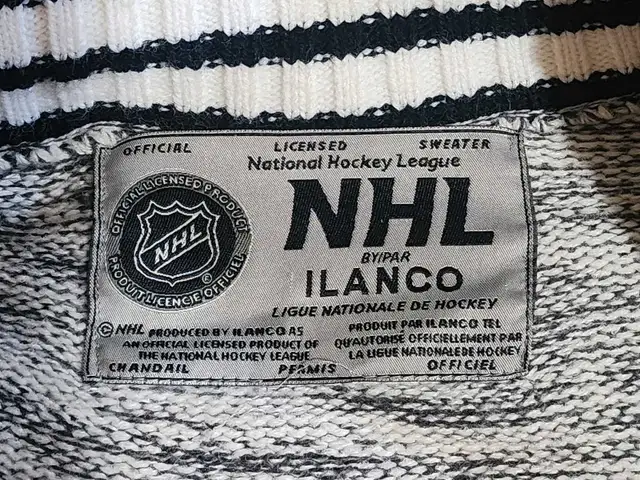 OFFICIAL LICENSED SWEATER
National Hockey League
OFFICIAL LICENSED PRODUCT
NHL
PRODUIT LICENCIÉ OFFICIEL
©
NHL
BY/PAR
ILANCO
LIGUE NATIONALE DE HOCKEY
© NHL PRODUCED BY ILANCO AS
AN OFFICIAL LICENSED PRODUCT OF
THE NATIONAL HOCKEY LEAGUE.
PRODUIT PAR ILANCO TEL
QU'AUTORISÉ OFFICIELLEMENT PAR
LA LIGUE NATIONALE DE HOCKEY
CHANDAIL PERMIS OFFICIEL